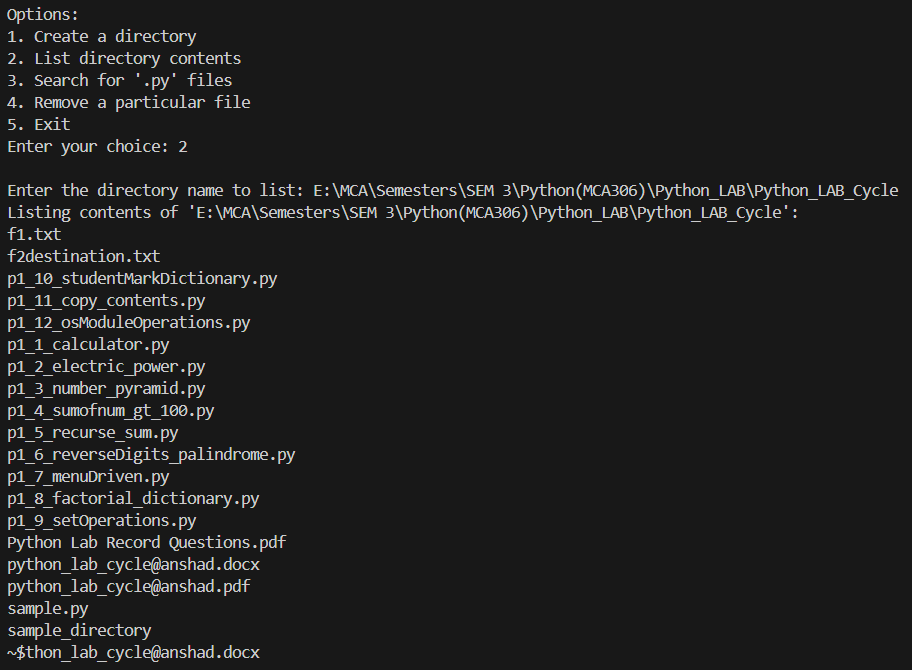 Options:
1. Create a directory
2. List directory contents
3. Search for '.py' files
4. Remove a particular file
5. Exit
Enter your choice: 2

Enter the directory name to list: E:\MCA\Semesters\SEM 3\Python(MCA306)\Python_LAB\Python_LAB_Cycle
Listing contents of 'E:\MCA\Semesters\SEM 3\Python(MCA306)\Python_LAB\Python_LAB_Cycle':
f1.txt
f2destination.txt
p1_10_studentMarkDictionary.py
p1_11_copy_contents.py
p1_12_osModuleOperations.py
p1_1_calculator.py
p1_2_electric_power.py
p1_3_number_pyramid.py
p1_4_sumofnum_gt_100.py
p1_5_recurse_sum.py
p1_6_reverseDigits_palindrome.py
p1_7_menuDriven.py
p1_8_factorial_dictionary.py
p1_9_setOperations.py
Python Lab Record Questions.pdf
python_lab_cycle@anshad.docx
python_lab_cycle@anshad.pdf
sample.py
sample_directory
~$thon_lab_cycle@anshad.docx